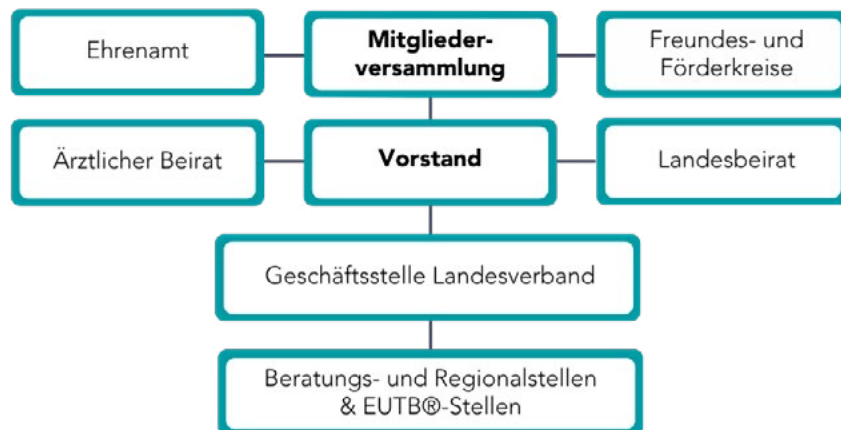 Ehrenamt
Mitglieder-
versammlung
Freundes- und
Förderkreise
Ärztlicher Beirat
Vorstand
Landesbeirat
Geschäftsstelle Landesverband
Beratungs- und Regionalstellen
& EUTB®-Stellen